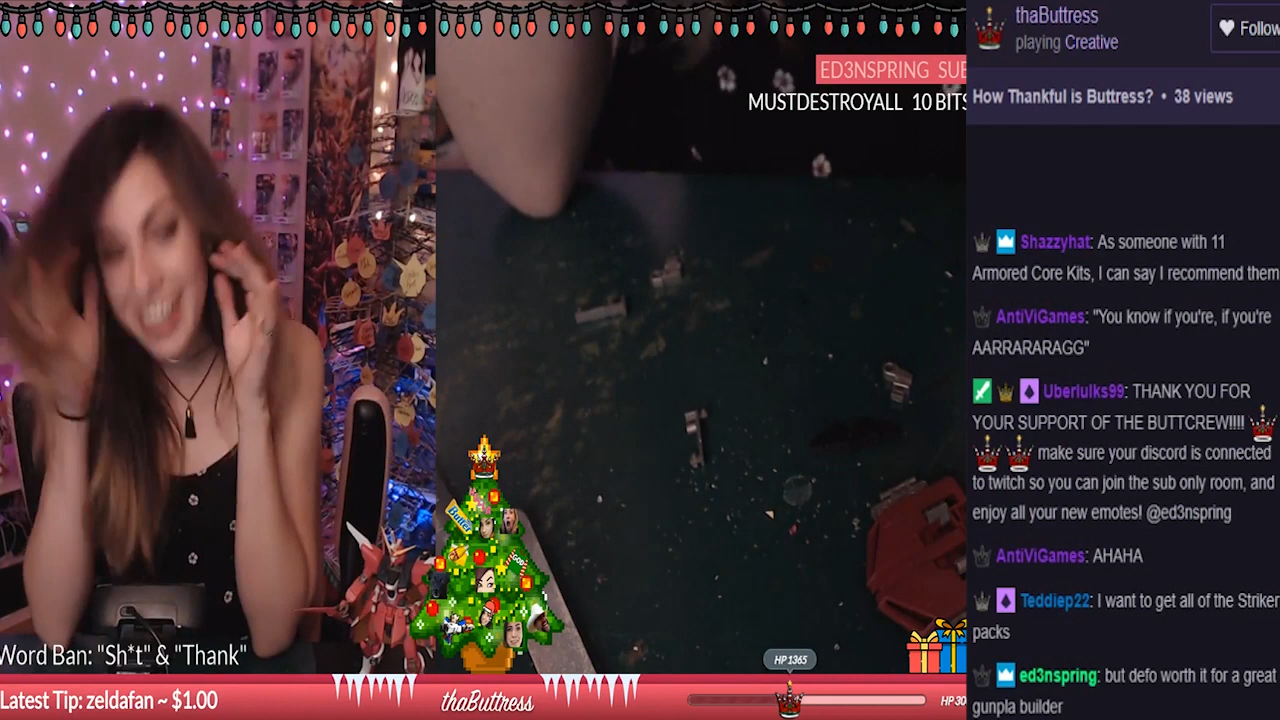 thaButtress
playing Creative
Follow
How Thankful is Buttress? • 38 views
ED3NSPRING SUB
MUSTDESTROYALL 10 BITS
Shazzyhat: As someone with 11
Armored Core Kits, I can say I recommend them
AntiViGames: "You know if you're, if you're
AARRARARAGG"
Uberlulks99: THANK YOU FOR
YOUR SUPPORT OF THE BUTTCREW!!!!
make sure your discord is connected
to twitch so you can join the sub only room, and
enjoy all your new emotes! @ed3nspring
AntiViGames: AHAHA
Teddiep22: I want to get all of the Striker
packs
ed3nspring: but defo worth it for a great
gunpla builder
Butter
Word Ban: "Sh*t" & "Thank"
HP 1365
Latest Tip: zeldafan ~ $1.00
thaButtress
HP 30